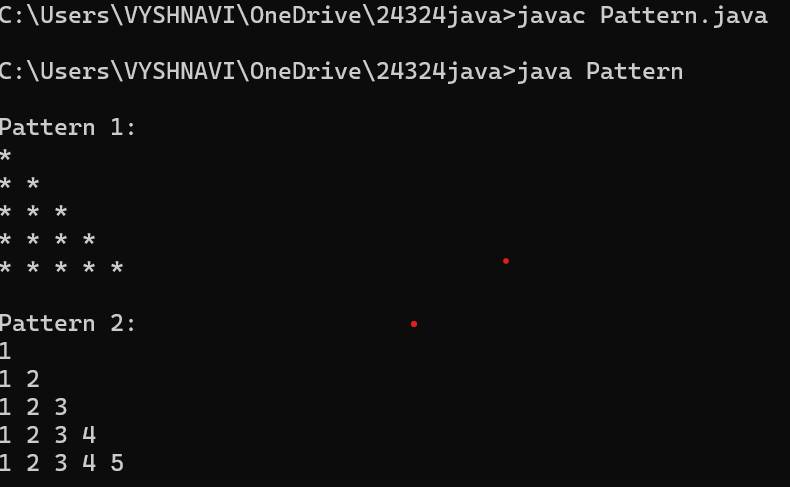 C:\Users\VYSHNAVI\OneDrive\24324java>javac Pattern.java
C:\Users\VYSHNAVI\OneDrive\24324java>java Pattern
Pattern 1:
*
* *
* * *
* * * *
* * * * *
Pattern 2:
1
1 2
1 2 3
1 2 3 4
1 2 3 4 5